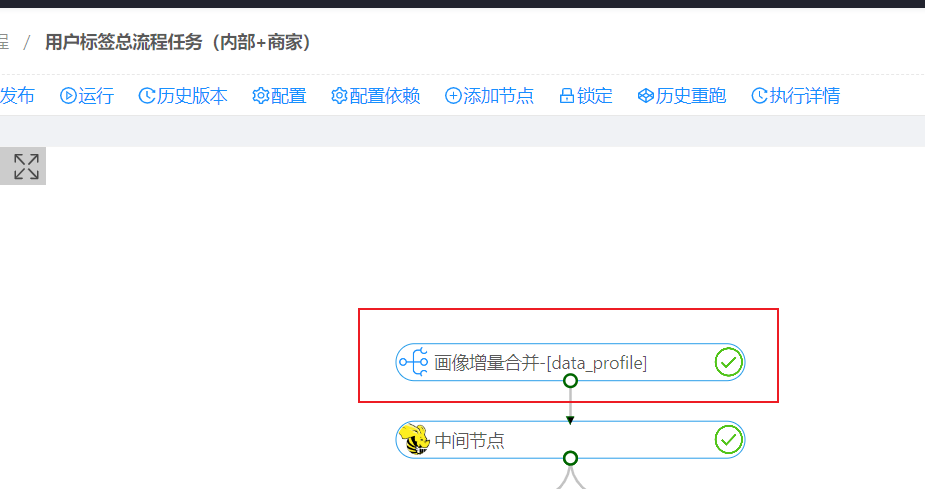 程 / 用户标签总流程任务（内部+商家）
发布 运行 历史版本 配置 配置依赖 添加节点 锁定 历史重跑 执行详情
画像增量合并-[data_profile]
中间节点